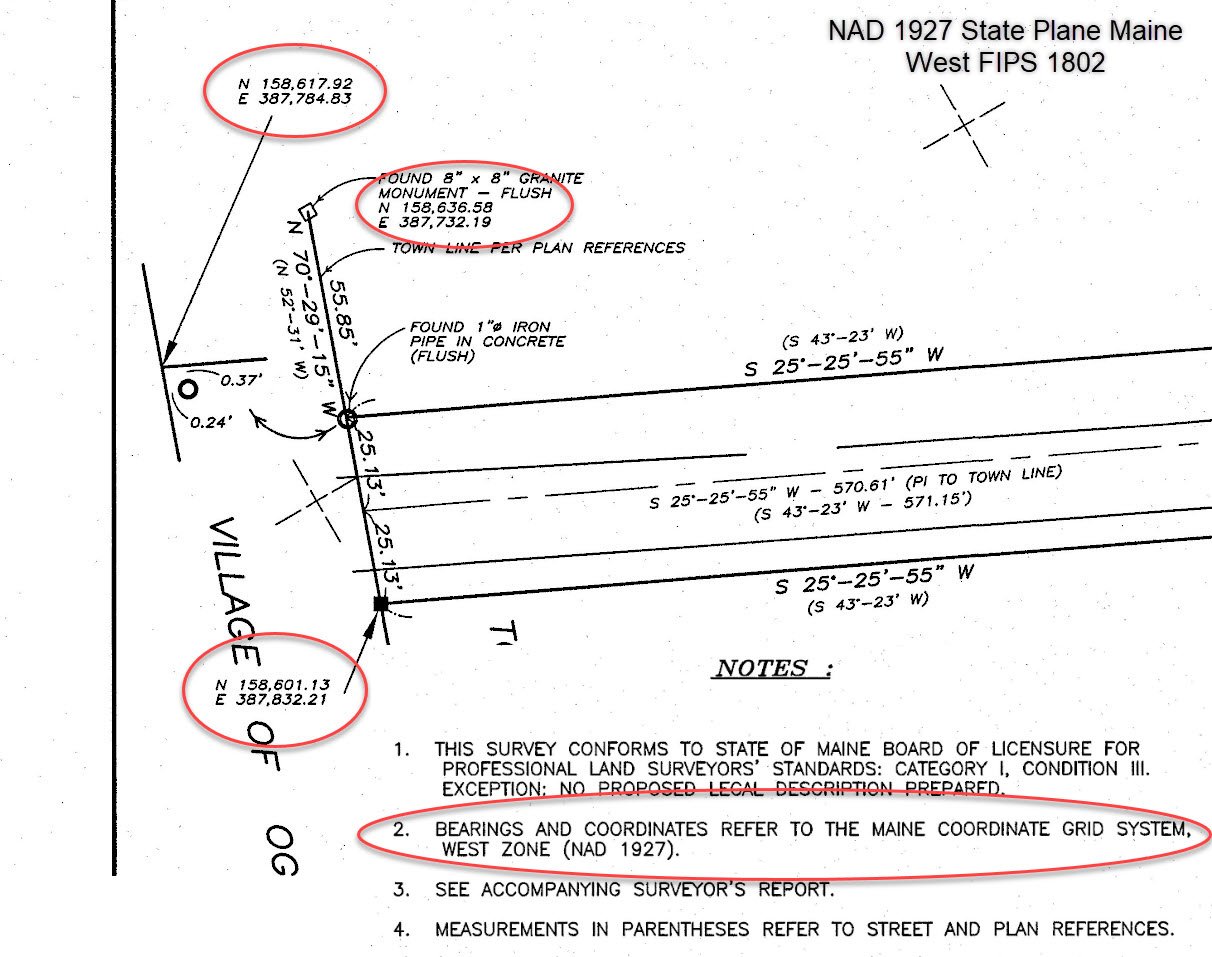 NAD 1927 State Plane Maine
West FIPS 1802
N 158,617.92
E 387,784.83
FOUND 8" x 8" GRANITE
MONUMENT – FLUSH
N 158,636.58
E 387,732.19
TOWN LINE PER PLAN REFERENCES
N 70°–29'–15" W
(N 52°–31' W)
55.85'
FOUND 1"ø IRON
PIPE IN CONCRETE
(FLUSH)
(S 43°–23' W)
S 25°–25'–55" W
0.37'
0.24'
25.13'
S 25°–25'–55" W – 570.61' (PI TO TOWN LINE)
(S 43°–23' W – 571.15')
25.13'
S 25°–25'–55" W
(S 43°–23' W)
VILLAGE OF OG
N 158,601.13
E 387,832.21
NOTES :
1. THIS SURVEY CONFORMS TO STATE OF MAINE BOARD OF LICENSURE FOR
PROFESSIONAL LAND SURVEYORS' STANDARDS: CATEGORY I, CONDITION III.
EXCEPTION: NO PROPOSED LEGAL DESCRIPTION PREPARED.
2. BEARINGS AND COORDINATES REFER TO THE MAINE COORDINATE GRID SYSTEM,
WEST ZONE (NAD 1927).
3. SEE ACCOMPANYING SURVEYOR'S REPORT.
4. MEASUREMENTS IN PARENTHESES REFER TO STREET AND PLAN REFERENCES.